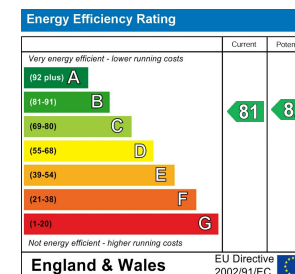 Energy Efficiency Rating
Current
Very energy efficient - lower running costs
(92 plus) A
(81-91) B
81
(69-80) C
(55-68) D
(39-54) E
(21-38) F
(1-20) G
Not energy efficient - higher running costs
England & Wales
EU Directive
2002/91/EC